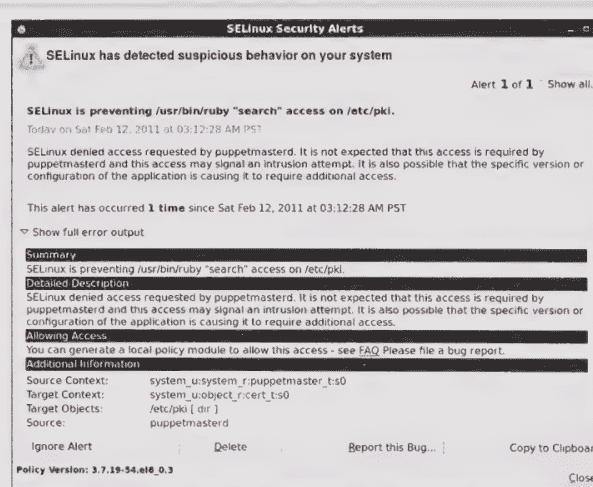 SELinux Security Alerts
SELinux has detected suspicious behavior on your system
Alert 1 of 1 Show all.
SELinux is preventing /usr/bin/ruby "search" access on /etc/pki.
Today on Sat Feb 12, 2011 at 03:12:28 AM PST
SELinux denied access requested by puppetmasterd. It is not expected that this access is required by
puppetmasterd and this access may signal an intrusion attempt. It is also possible that the specific version or
configuration of the application is causing it to require additional access.
This alert has occurred 1 time since Sat Feb 12, 2011 at 03:12:28 AM PST
Show full error output
Summary
SELinux is preventing /usr/bin/ruby "search" access on /etc/pki.
Detailed Description
SELinux denied access requested by puppetmasterd. It is not expected that this access is required by
puppetmasterd and this access may signal an intrusion attempt. It is also possible that the specific version or
configuration of the application is causing it to require additional access.
Allowing Access
You can generate a local policy module to allow this access - see FAQ Please file a bug report.
Additional Information
Source Context: system_u:system_r:puppetmaster_t:s0
Target Context: system_u:object_r:cert_t:s0
Target Objects: /etc/pki [ dir ]
Source: puppetmasterd
Ignore Alert Delete Report this Bug... Copy to Clipboar
Policy Version: 3.7.19-54.el6_0.3
Close